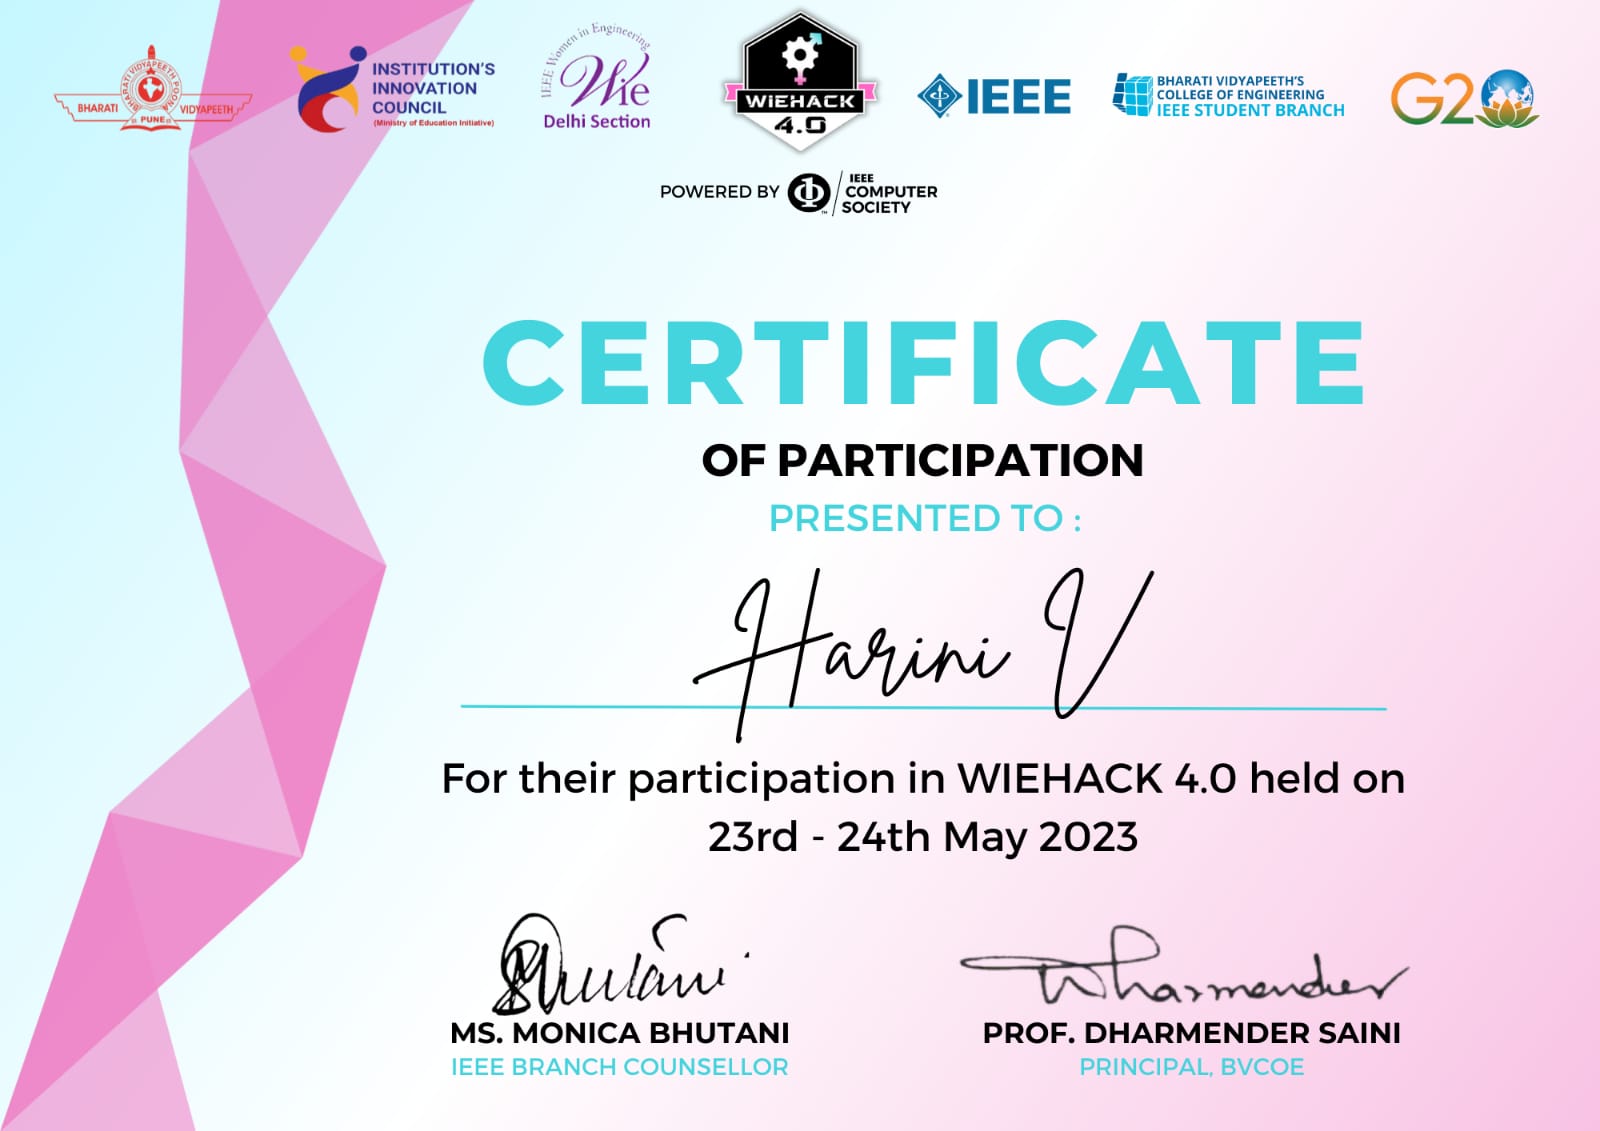 BHARATI VIDYAPEETH
BHARATI VIDYAPEETH POONA
PUNE
INSTITUTION'S
INNOVATION
COUNCIL
(Ministry of Education Initiative)
IEEE Women in Engineering
Wie
Delhi Section
WIEHACK
4.0
IEEE
BHARATI VIDYAPEETH'S
COLLEGE OF ENGINEERING
IEEE STUDENT BRANCH
G20
POWERED BY
IEEE
COMPUTER
SOCIETY
CERTIFICATE
OF PARTICIPATION
PRESENTED TO :
Harini V
For their participation in WIEHACK 4.0 held on
23rd - 24th May 2023
Bhutani
Dharmender
MS. MONICA BHUTANI
IEEE BRANCH COUNSELLOR
PROF. DHARMENDER SAINI
PRINCIPAL, BVCOE